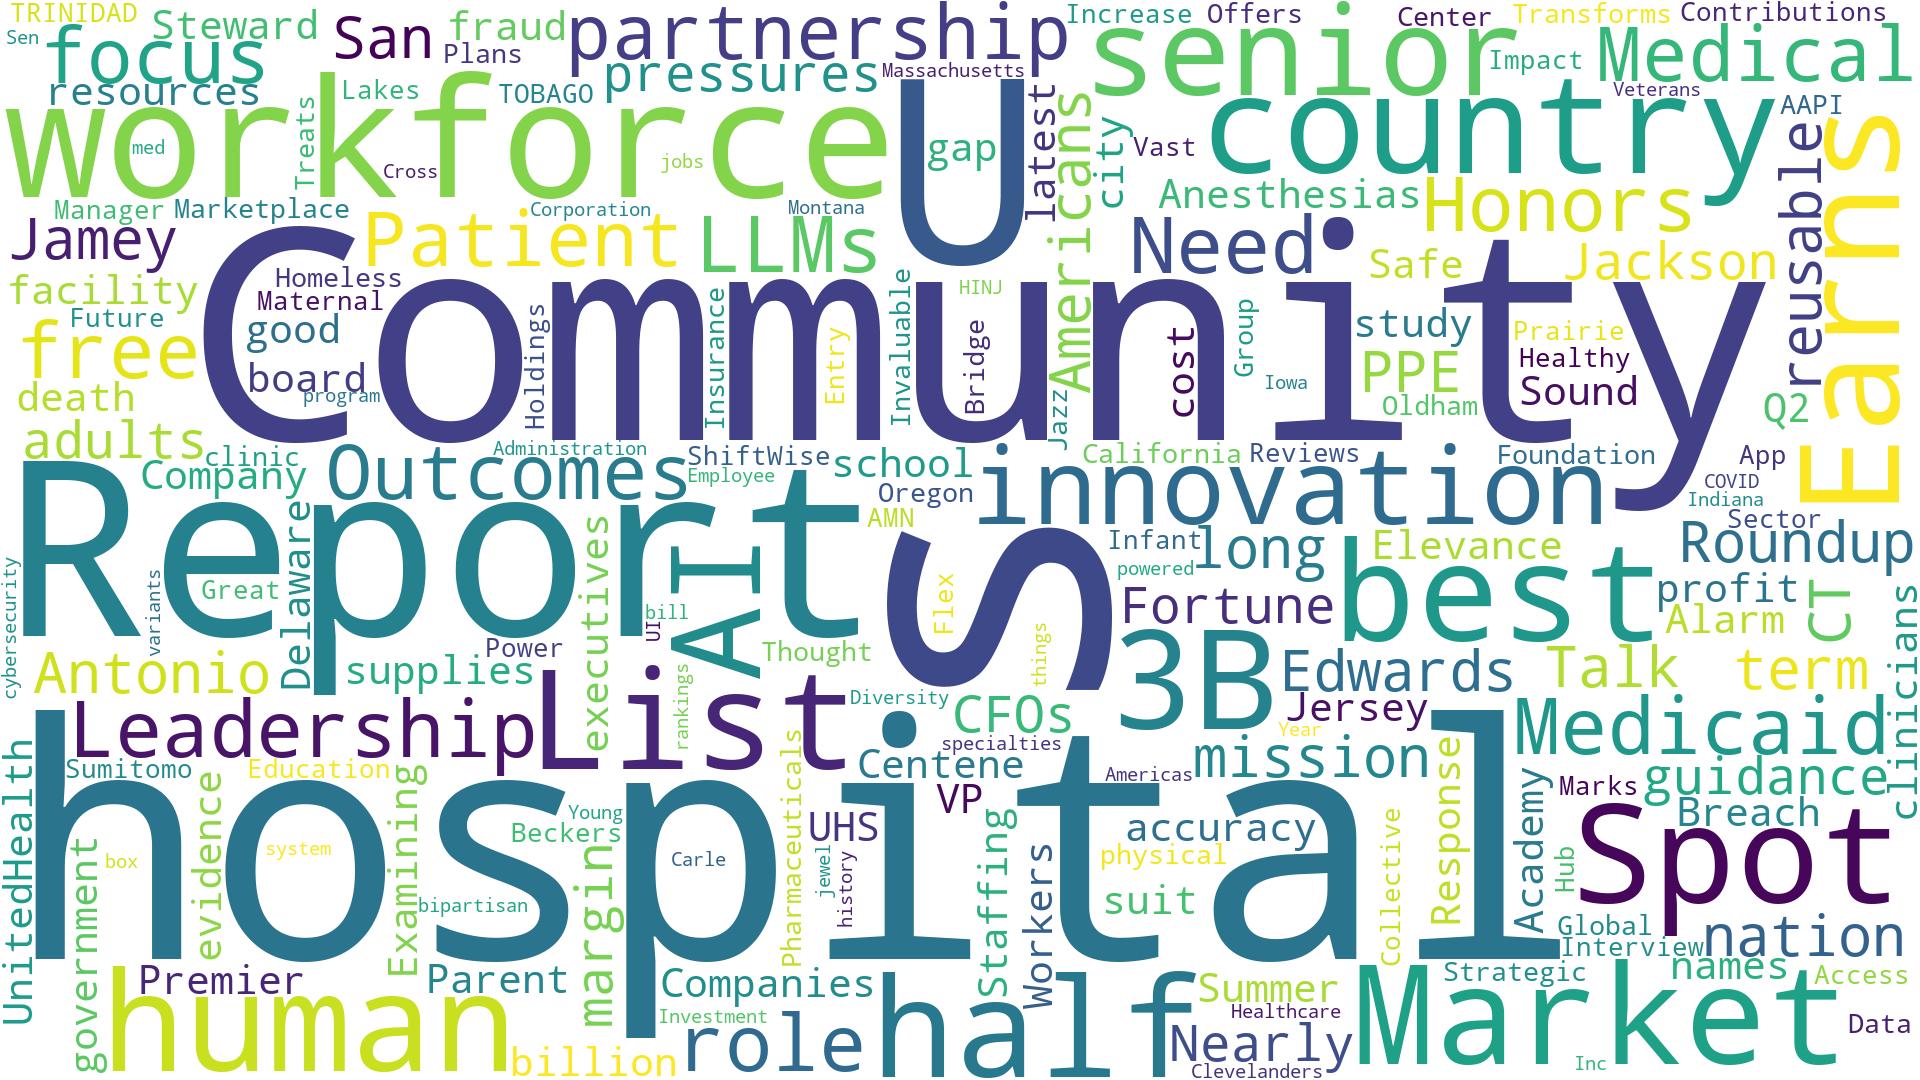 TRINIDAD
Steward
San
fraud
partnership
Increase
Offers
senior
Center
Transforms
Contributions
Sen
focus
Plans
pressures
Massachusetts
Impact
Medical
resources
Lakes
TOBAGO
Veterans
AAPI
workforce
Treats
med
Cross
jobs
U
gap
latest
Americans
city
Vast
country
reusable
Earns
Manager
Marketplace
Corporation
Montana
Anesthesias
Honors
Jamey
Patient
LLMs
Need
Safe
Jackson
Homeless
Maternal
facility
Future
good
board
program
free
Community
Holdings
Insurance
Entry
Invaluable
HINJ
Bridge
Jazz
cost
Group
Iowa
study
PPE
Oldham
Prairie
Healthy
Sound
Q2
death
adults
clinic
Company
Outcomes
Administration
ShiftWise
Employee
school
Oregon
AMN
innovation
California
Reviews
Foundation
App
COVID
Indiana
Sector
Report
cybersecurity
variants
Great
Delaware
executives
AI
bill
UI
S
Flex
things
Infant
powered
long
best
Elevance
Roundup
profit
Alarm
CT
clinicians
Fortune
3B
Edwards
Talk
term
Antonio
supplies
Power
Thought
rankings
Leadership
List
Diversity
CFOs
specialties
Jersey
Year
Medicaid
UnitedHealth
Sumitomo
Education
Centene
VP
Americas
mission
Marks
guidance
Breach
hospital
government
box
evidence
system
Examining
bipartisan
Beckers
Young
margin
Carle
Pharmaceuticals
UHS
jewel
history
Staffing
Workers
accuracy
physical
suit
Collective
Response
Academy
Hub
Spot
Global
Interview
nation
Premier
human
Parent
billion
Companies
Investment
role
half
Summer
Healthcare
Nearly
Clevelanders
Market
Strategic
names
Access
Data
Inc